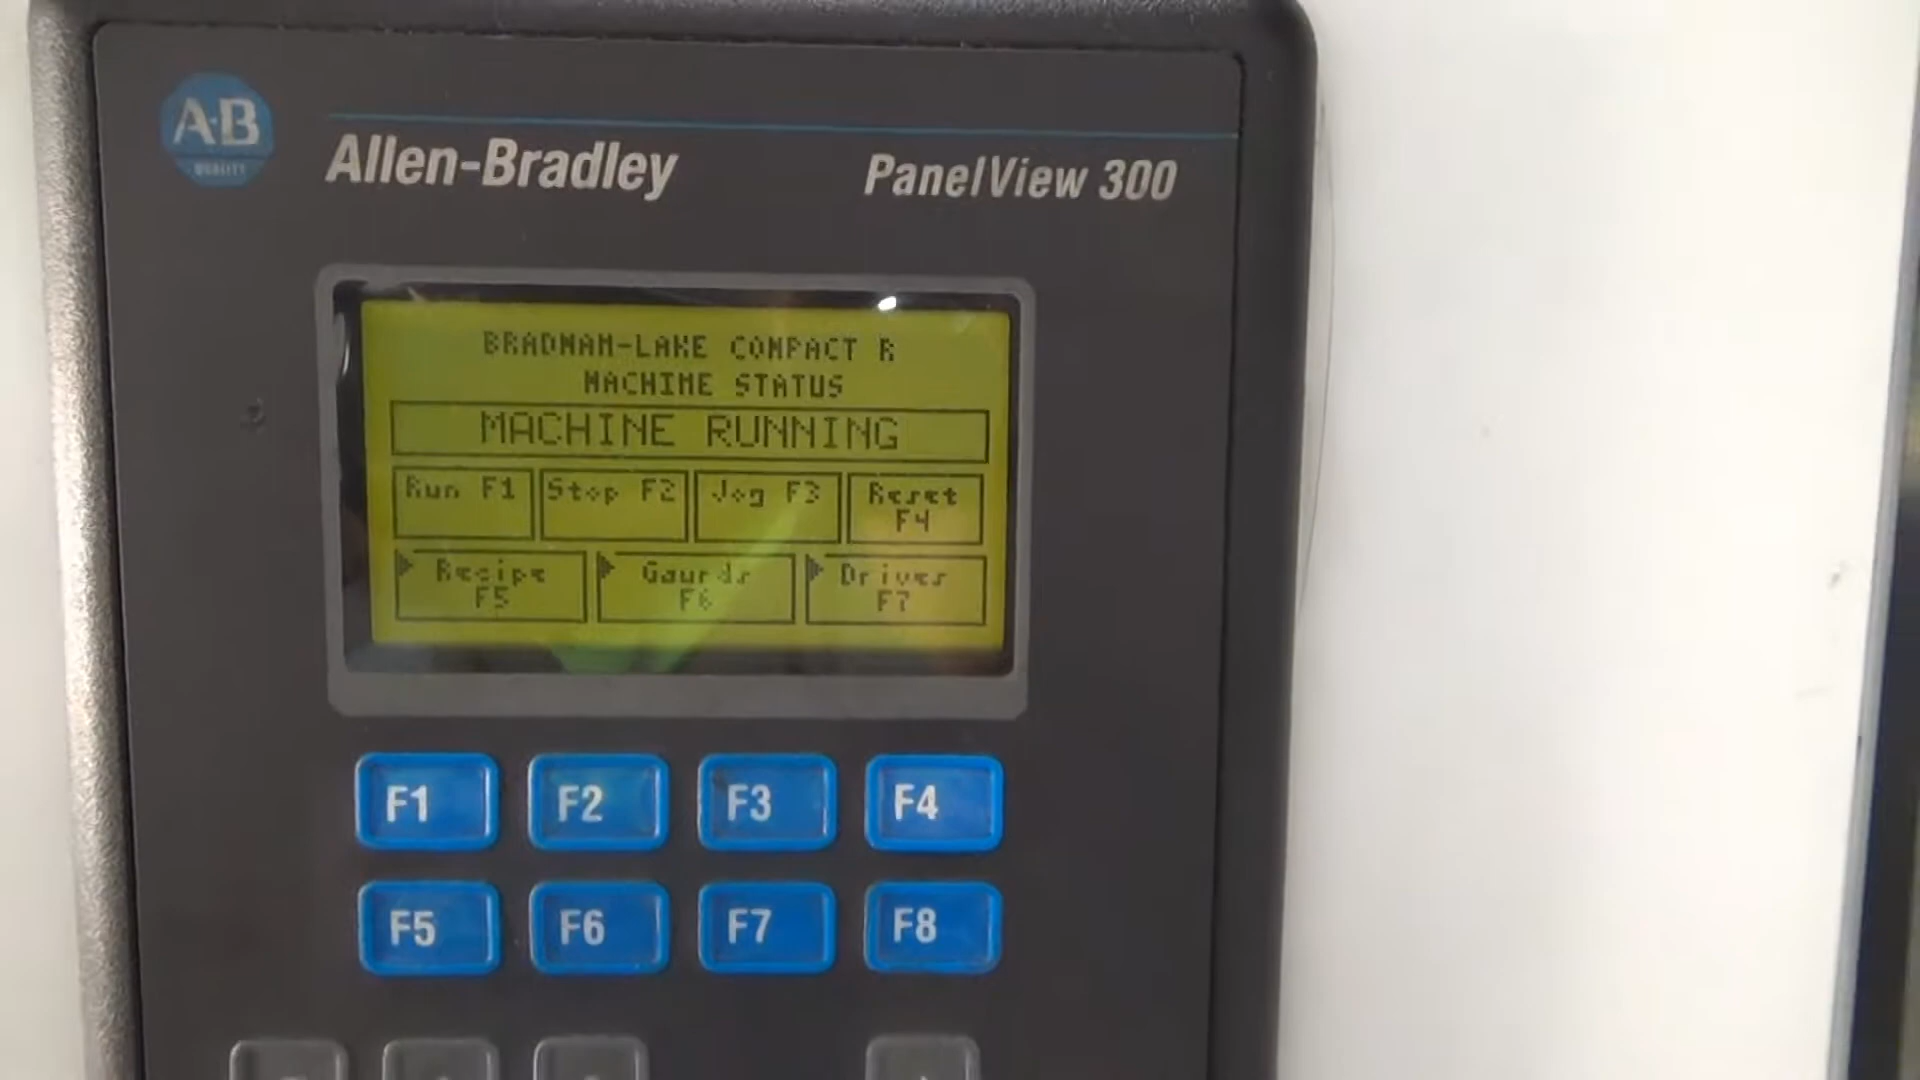 A·B
QUALITY
Allen-Bradley
PanelView 300
BRADMAN-LAKE COMPACT R
MACHINE STATUS
MACHINE RUNNING
Run F1 Stop F2 Jog F3 Reset
F4
Recipe Gaurds Drives
F5 F6 F7
F1 F2 F3 F4
F5 F6 F7 F8